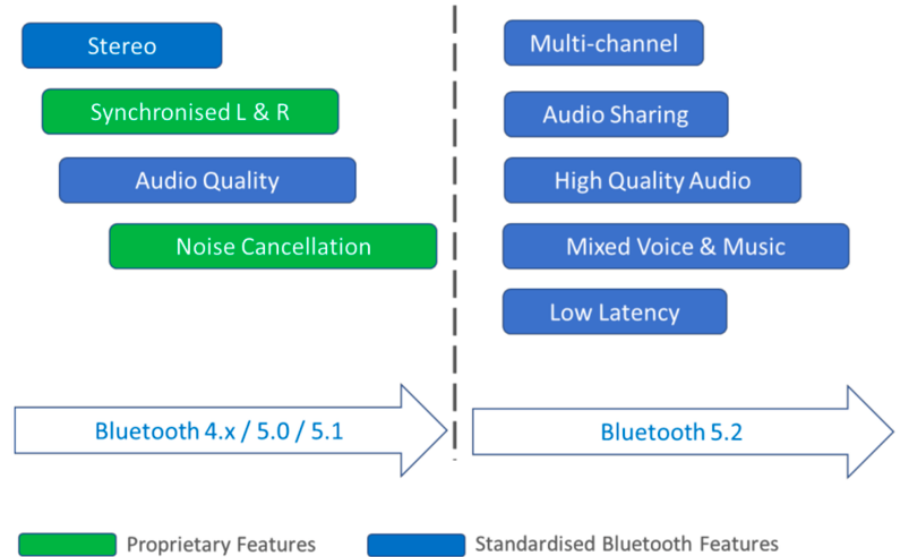 Stereo
Synchronised L & R
Audio Quality
Noise Cancellation
Multi-channel
Audio Sharing
High Quality Audio
Mixed Voice & Music
Low Latency
Bluetooth 4.x / 5.0 / 5.1
Bluetooth 5.2
Proprietary Features
Standardised Bluetooth Features